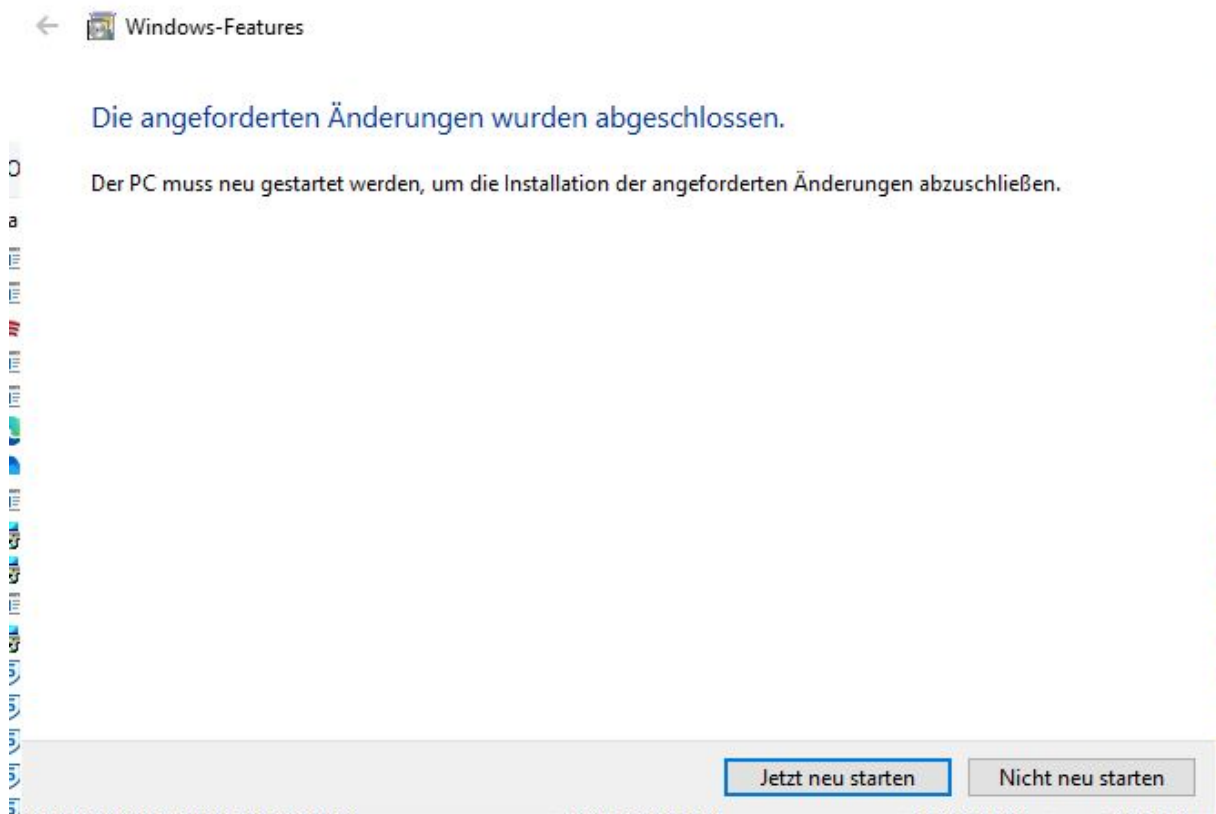 Windows-Features
Die angeforderten Änderungen wurden abgeschlossen.
Der PC muss neu gestartet werden, um die Installation der angeforderten Änderungen abzuschließen.
Jetzt neu starten
Nicht neu starten